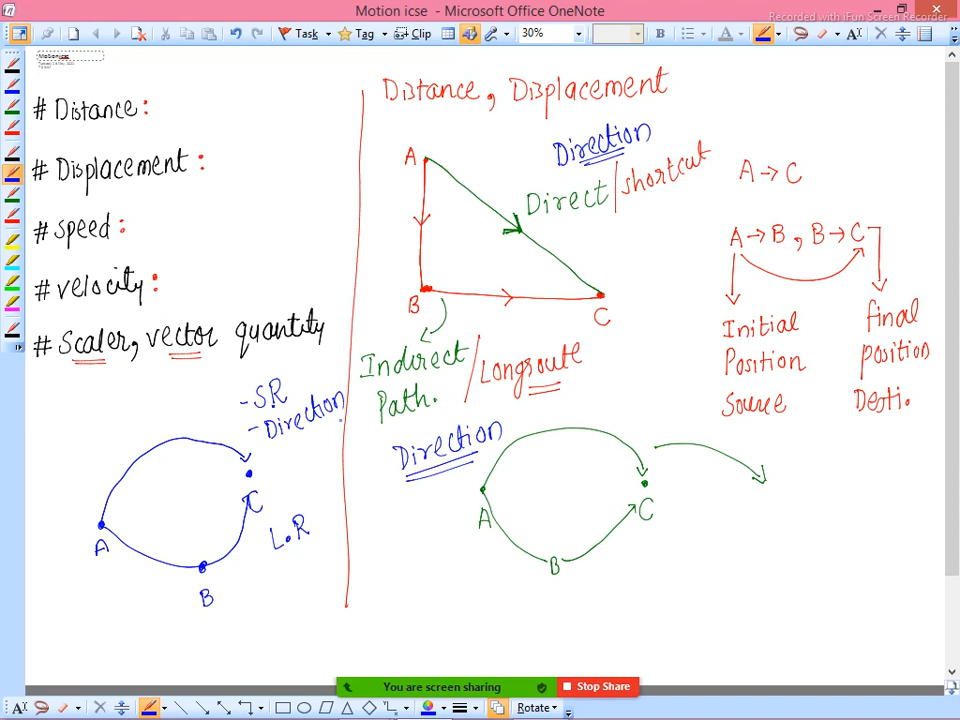 Motion icse - Microsoft Office OneNote
Recorded with iFun Screen Recorder
Task
Tag
Clip
30%
B
A
Motion icse
# Distance:
# Displacement:
# Speed:
# velocity:
# Scaler, vector quantity
- SR
- Direction
A
B
C
L.R
Distance, Displacement
Direction
A
Direct / shortcut
B
C
Indirect / Longroute
Path.
Direction
A
B
C
A → C
A → B, B → C
Initial
Position
Source
final
position
Desti.
You are screen sharing
Stop Share
Rotate